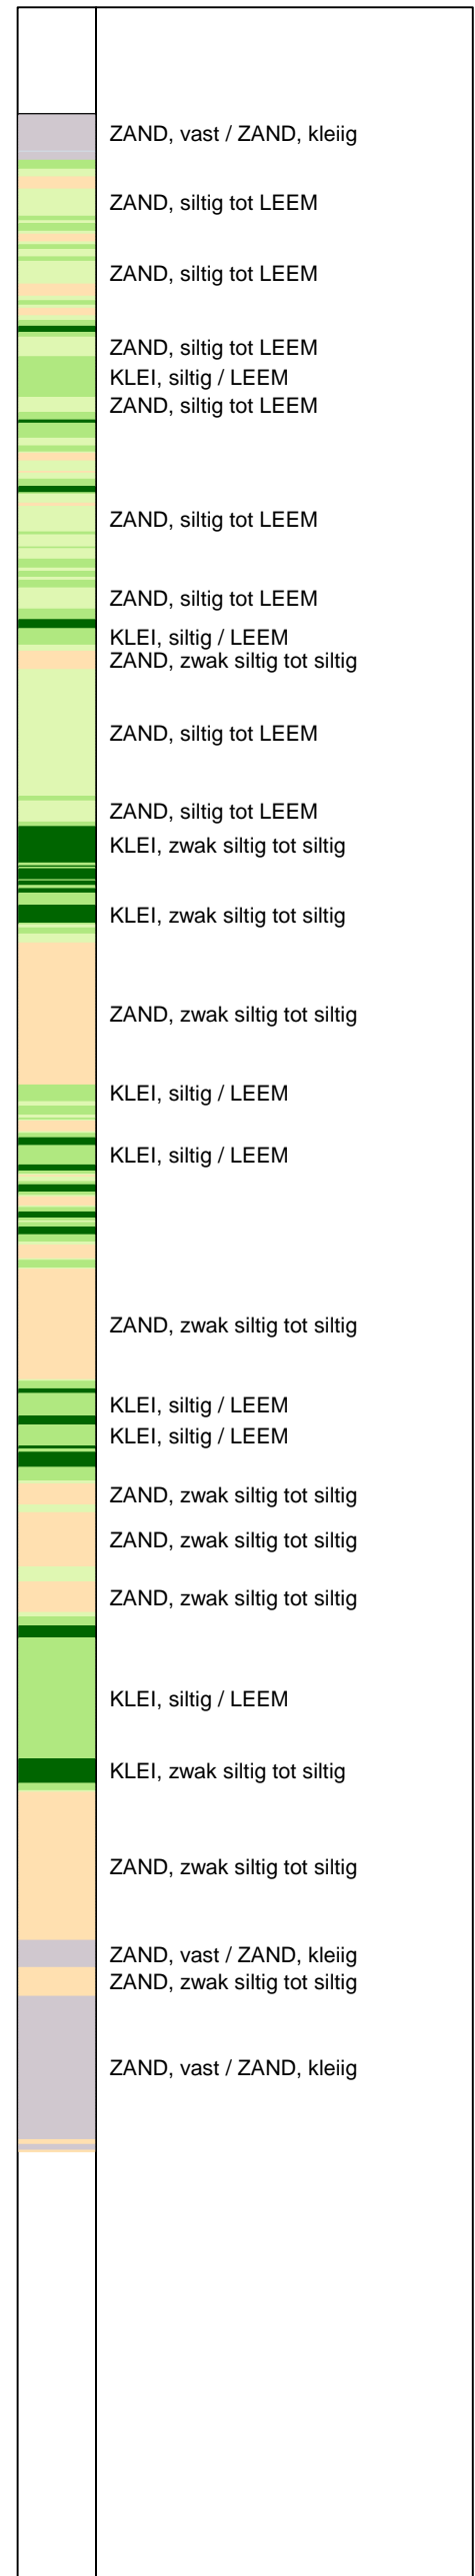 ZAND, vast / ZAND, kleiig
ZAND, siltig tot LEEM
ZAND, siltig tot LEEM
ZAND, siltig tot LEEM
KLEI, siltig / LEEM
ZAND, siltig tot LEEM
ZAND, siltig tot LEEM
ZAND, siltig tot LEEM
KLEI, siltig / LEEM
ZAND, zwak siltig tot siltig
ZAND, siltig tot LEEM
ZAND, siltig tot LEEM
KLEI, zwak siltig tot siltig
KLEI, zwak siltig tot siltig
ZAND, zwak siltig tot siltig
KLEI, siltig / LEEM
KLEI, siltig / LEEM
ZAND, zwak siltig tot siltig
KLEI, siltig / LEEM
KLEI, siltig / LEEM
ZAND, zwak siltig tot siltig
ZAND, zwak siltig tot siltig
ZAND, zwak siltig tot siltig
KLEI, siltig / LEEM
KLEI, zwak siltig tot siltig
ZAND, zwak siltig tot siltig
ZAND, vast / ZAND, kleiig
ZAND, zwak siltig tot siltig
ZAND, vast / ZAND, kleiig